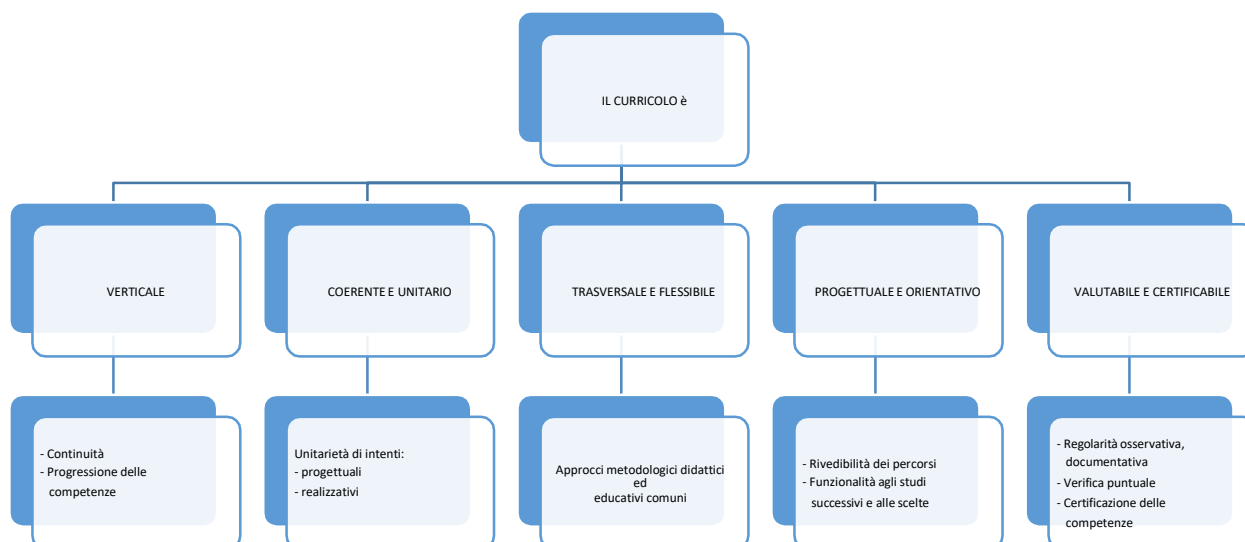 IL CURRICOLO è
VERTICALE
COERENTE E UNITARIO
TRASVERSALE E FLESSIBILE
PROGETTUALE E ORIENTATIVO
VALUTABILE E CERTIFICABILE
- Continuità
- Progressione delle
competenze
Unitarietà di intenti:
- progettuali
- realizzativi
Approcci metodologici didattici
ed
educativi comuni
- Rivedibilità dei percorsi
- Funzionalità agli studi
successivi e alle scelte
- Regolarità osservativa,
documentativa
- Verifica puntuale
- Certificazione delle
competenze